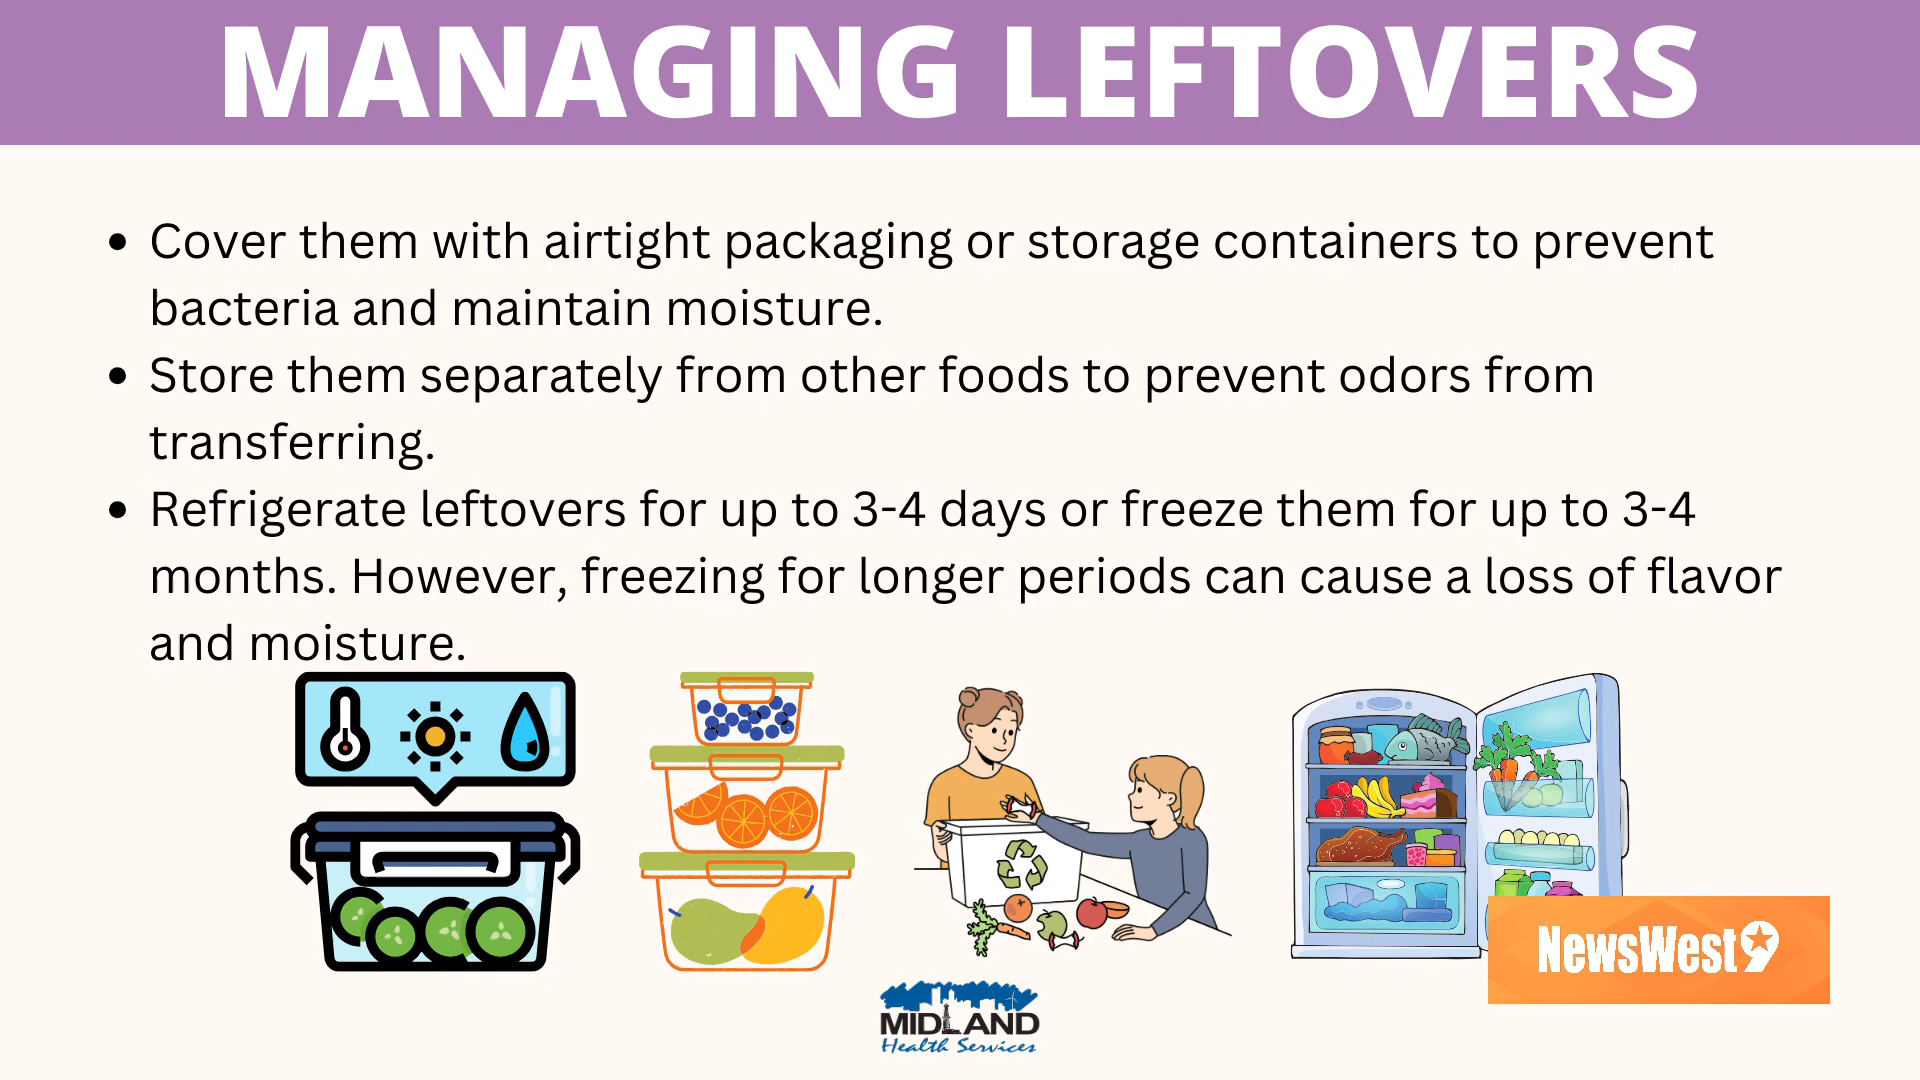 MANAGING LEFTOVERS
• Cover them with airtight packaging or storage containers to prevent
bacteria and maintain moisture.
• Store them separately from other foods to prevent odors from
transferring.
• Refrigerate leftovers for up to 3-4 days or freeze them for up to 3-4
months. However, freezing for longer periods can cause a loss of flavor
and moisture.
NewsWest9
MIDLAND
Health Services